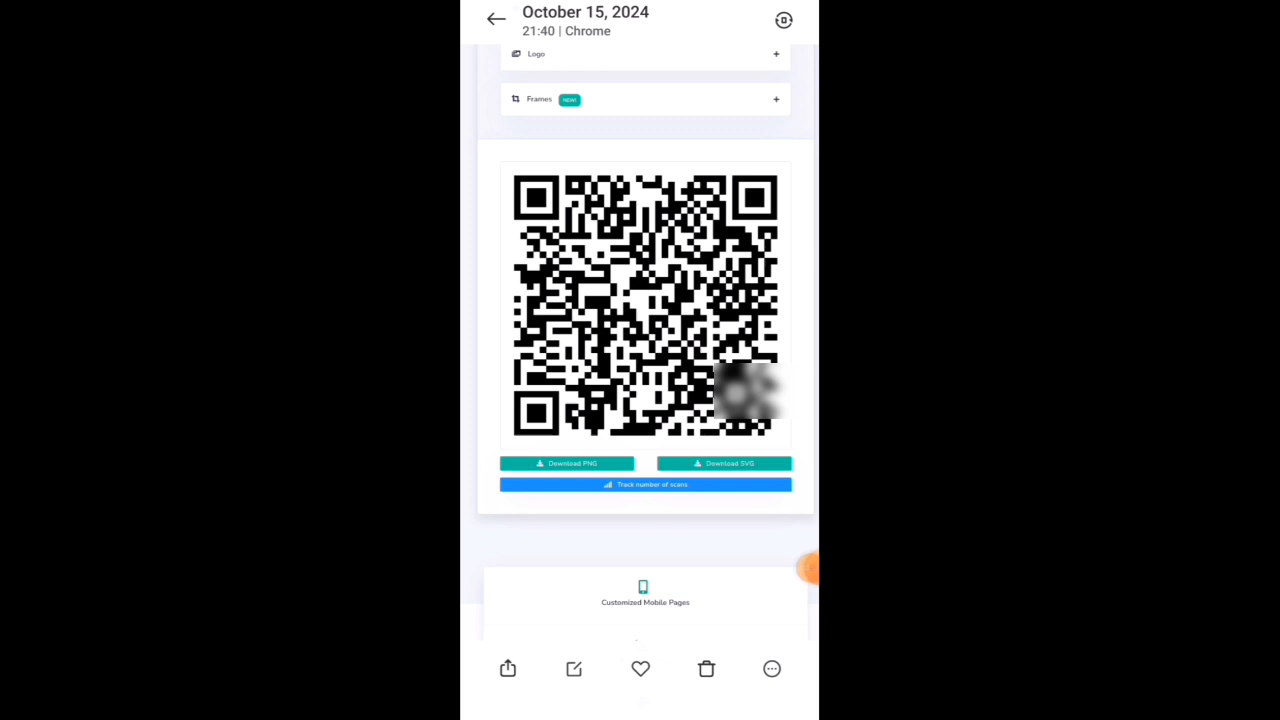 October 15, 2024
21:40 | Chrome
Logo
Frames NEW!
Download PNG
Download SVG
Track number of scans
Customized Mobile Pages